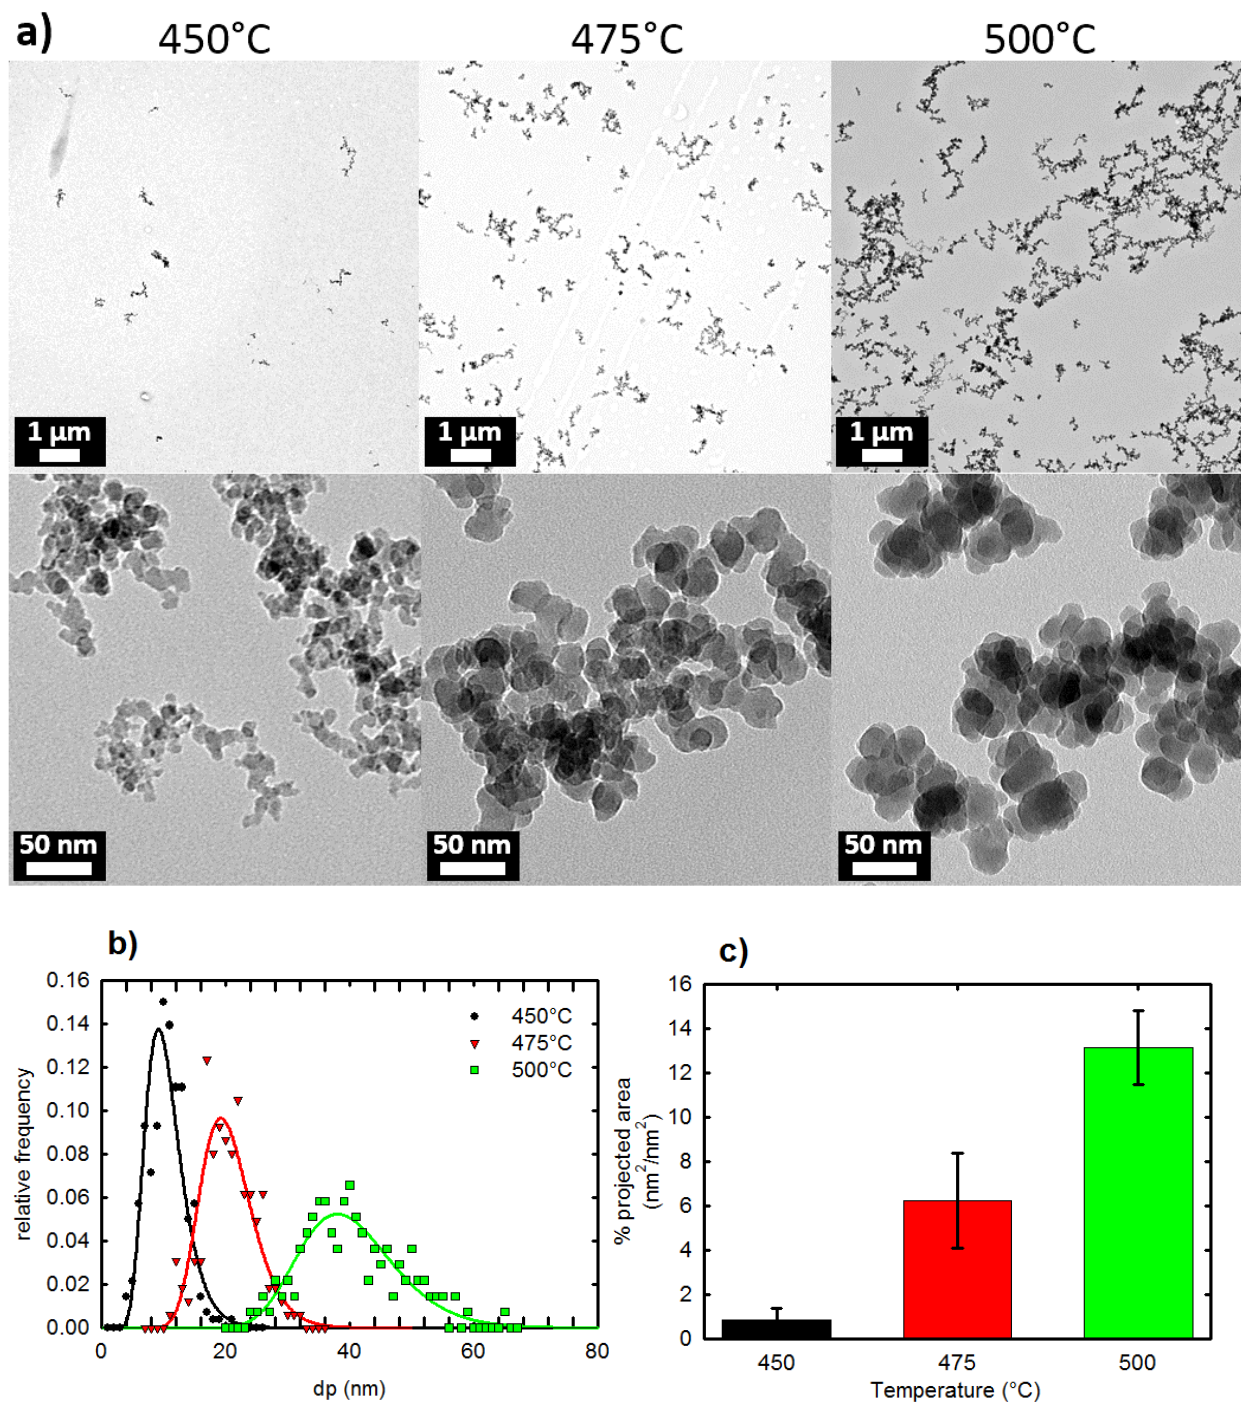 a)
450°C 475°C 500°C
1 µm 1 µm 1 µm
50 nm 50 nm 50 nm
b)
relative frequency
0.16
0.14
0.12
0.10
0.08
0.06
0.04
0.02
0.00
450°C
475°C
500°C
0 20 40 60 80
dp (nm)
c)
% projected area
(nm²/nm²)
16
14
12
10
8
6
4
2
0
450 475 500
Temperature (°C)